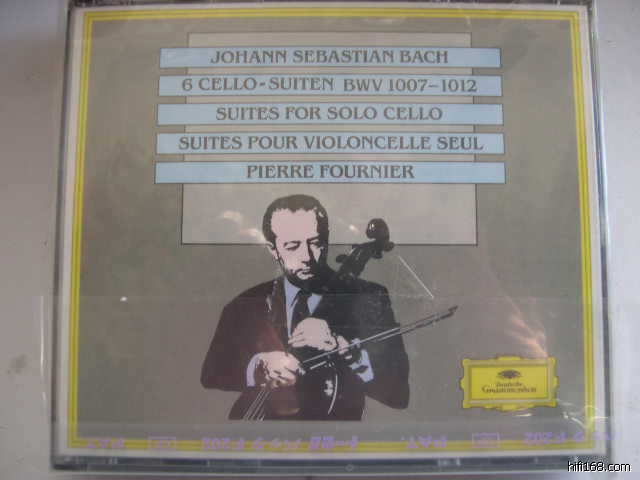 JOHANN SEBASTIAN BACH
6 CELLO-SUITEN BWV 1007-1012
SUITES FOR SOLO CELLO
SUITES POUR VIOLONCELLE SEUL
PIERRE FOURNIER
Deutsche
Grammophon
hifi168.com